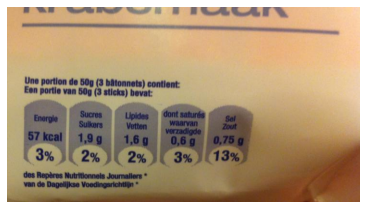 krabsmaak
Une portion de 50g (3 bâtonnets) contient:
Een portie van 50g (3 sticks) bevat:
Energie
57 kcal
3%
Sucres
Suikers
1,9 g
2%
Lipides
Vetten
1,6 g
2%
dont saturés
waarvan
verzadigde
0,6 g
3%
Sel
Zout
0,75 g
13%
des Repères Nutritionnels Journaliers *
van de Dagelijkse Voedingsrichtlijt *